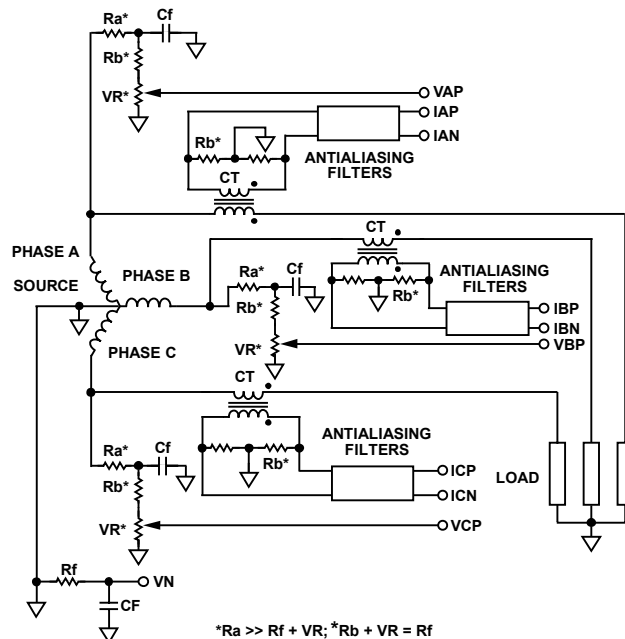 Ra*
Cf
Rb*
VR*
VAP
IAP
IAN
Rb*
ANTIALIASING
FILTERS
CT
CT
PHASE A
SOURCE
PHASE B
Ra*
Cf
Rb*
Rb*
ANTIALIASING
FILTERS
IBP
IBN
VR*
VBP
PHASE C
CT
Ra*
Cf
Rb*
ANTIALIASING
FILTERS
Rb*
ICP
ICN
LOAD
VR*
VCP
Rf
VN
CF
*Ra >> Rf + VR; *Rb + VR = Rf